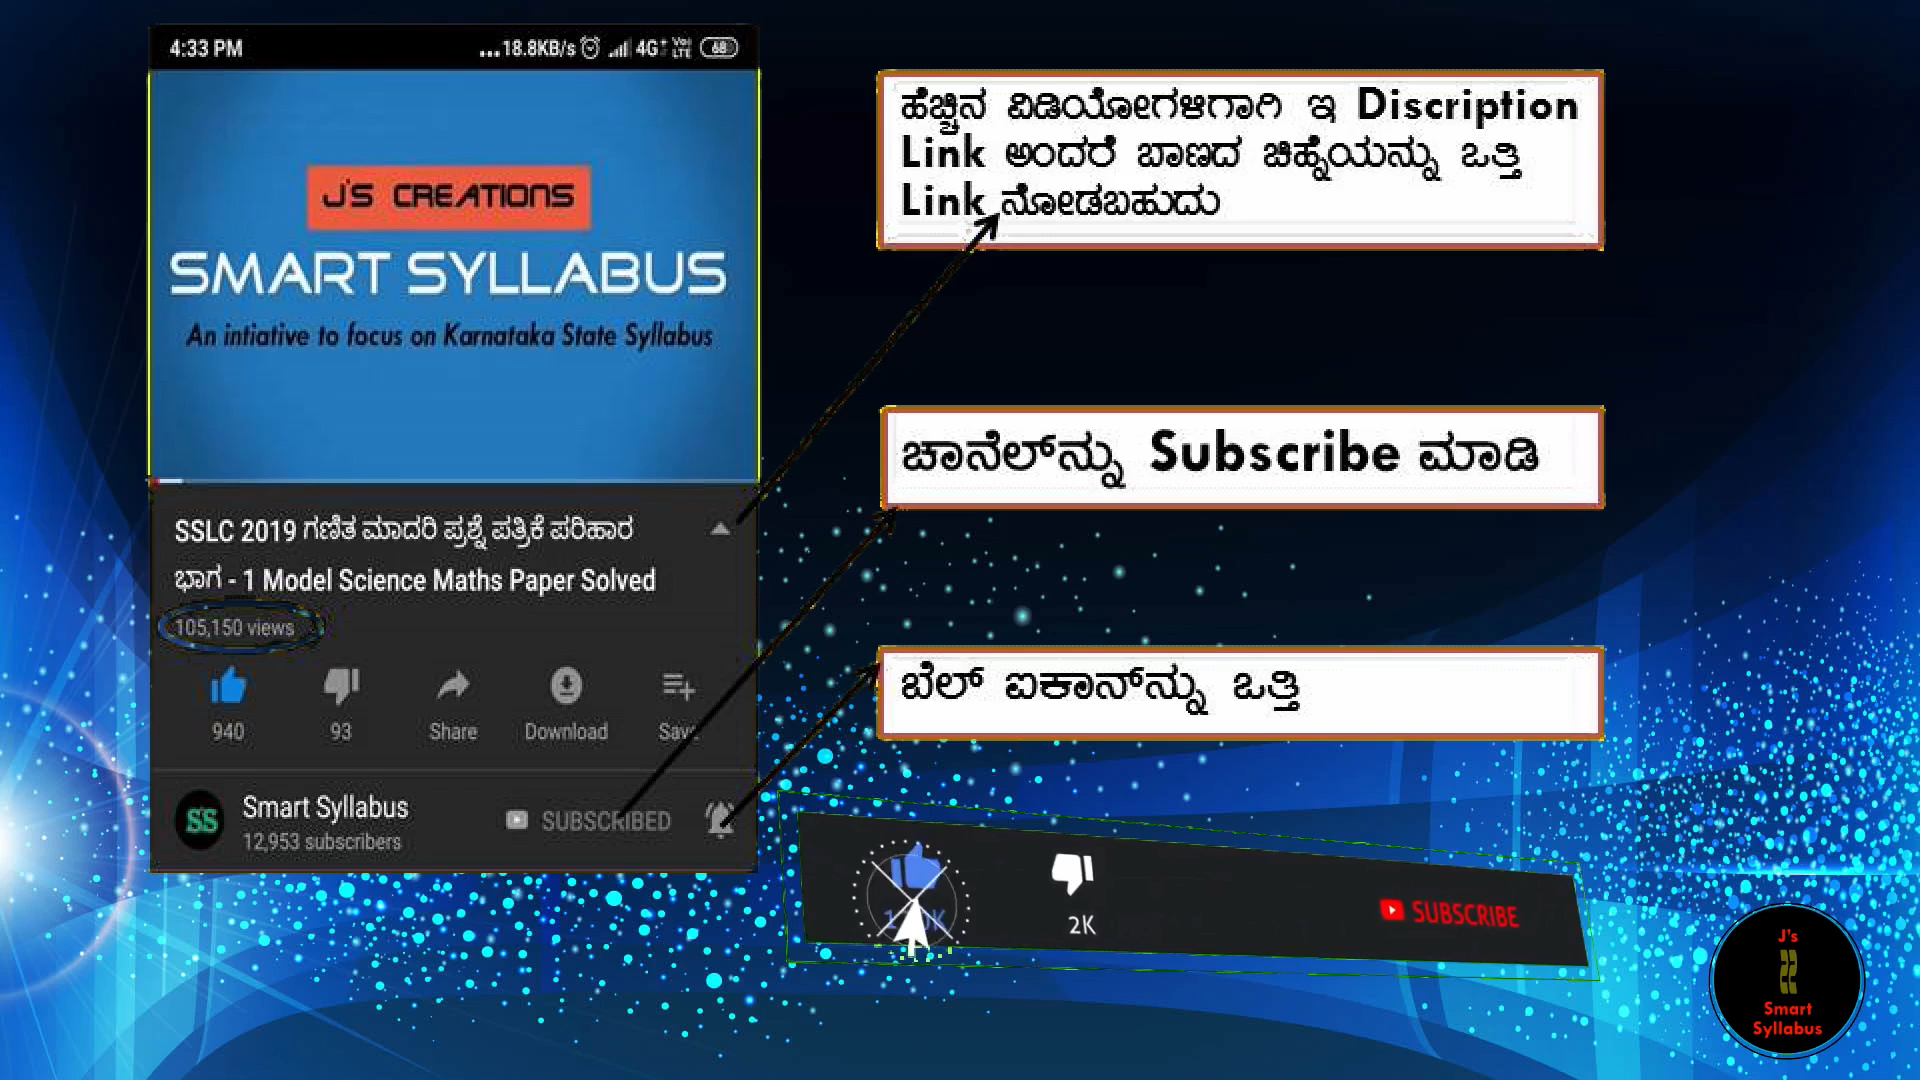 4:33 PM
...18.8KB/s 4G+ Vo LTE 68
J'S CREATIONS
SMART SYLLABUS
An intiative to focus on Karnataka State Syllabus
SSLC 2019 ಗಣಿತ ಮಾದರಿ ಪ್ರಶ್ನೆ ಪತ್ರಿಕೆ ಪರಿಹಾರ
ಭಾಗ - 1 Model Science Maths Paper Solved
105,150 views
940 93 Share Download Save
SS Smart Syllabus
12,953 subscribers
SUBSCRIBED
ಹೆಚ್ಚಿನ ವಿಡಿಯೋಗಳಿಗಾಗಿ ಇ Discription
Link ಅಂದರೆ ಬಾಣದ ಚಿಹ್ನೆಯನ್ನು ಒತ್ತಿ
Link ನೋಡಬಹುದು
ಚಾನೆಲ್‌ನ್ನು Subscribe ಮಾಡಿ
ಬೆಲ್ ಐಕಾನ್‌ನ್ನು ಒತ್ತಿ
2K
SUBSCRIBE
J's
Smart
Syllabus